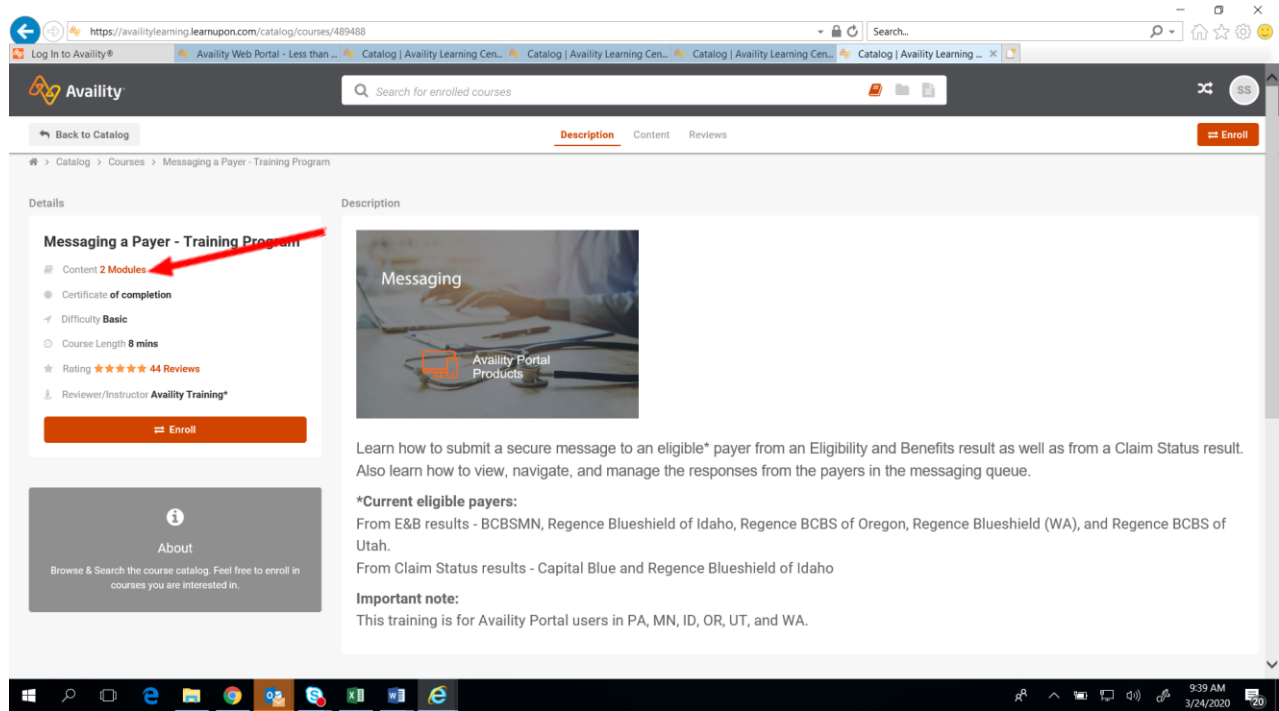 https://availitylearning.learnupon.com/catalog/courses/489488
Search...
Log In to Availity®
Availity Web Portal - Less than ...
Catalog | Availity Learning Cen...
Catalog | Availity Learning Cen...
Catalog | Availity Learning Cen...
Catalog | Availity Learning ...
Availity
Search for enrolled courses
SS
Back to Catalog
Description
Content
Reviews
Enroll
> Catalog > Courses > Messaging a Payer - Training Program
Details
Messaging a Payer - Training Program
Content 2 Modules
Certificate of completion
Difficulty Basic
Course Length 8 mins
Rating ★★★★★ 44 Reviews
Reviewer/Instructor Availity Training*
Enroll
About
Browse & Search the course catalog. Feel free to enroll in
courses you are interested in.
Description
Messaging
Availity Portal
Products
Learn how to submit a secure message to an eligible* payer from an Eligibility and Benefits result as well as from a Claim Status result.
Also learn how to view, navigate, and manage the responses from the payers in the messaging queue.
*Current eligible payers:
From E&B results - BCBSMN, Regence Blueshield of Idaho, Regence BCBS of Oregon, Regence Blueshield (WA), and Regence BCBS of
Utah.
From Claim Status results - Capital Blue and Regence Blueshield of Idaho
Important note:
This training is for Availity Portal users in PA, MN, ID, OR, UT, and WA.
9:39 AM
3/24/2020
20